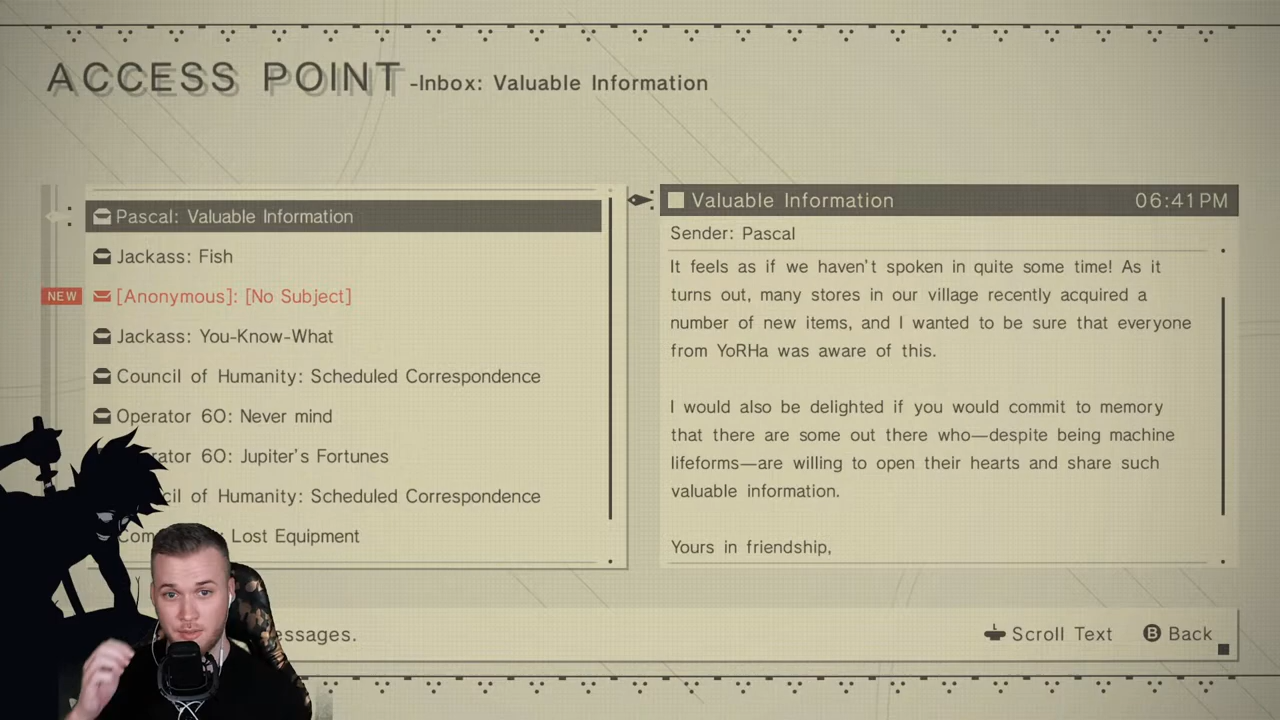 ACCESS POINT -Inbox: Valuable Information
Pascal: Valuable Information
Jackass: Fish
NEW [Anonymous]: [No Subject]
Jackass: You-Know-What
Council of Humanity: Scheduled Correspondence
Operator 6O: Never mind
6O: Jupiter's Fortunes
of Humanity: Scheduled Correspondence
Lost Equipment
Valuable Information 06:41 PM
Sender: Pascal
It feels as if we haven't spoken in quite some time! As it
turns out, many stores in our village recently acquired a
number of new items, and I wanted to be sure that everyone
from YoRHa was aware of this.
I would also be delighted if you would commit to memory
that there are some out there who—despite being machine
lifeforms—are willing to open their hearts and share such
valuable information.
Yours in friendship,
Scroll Text B Back